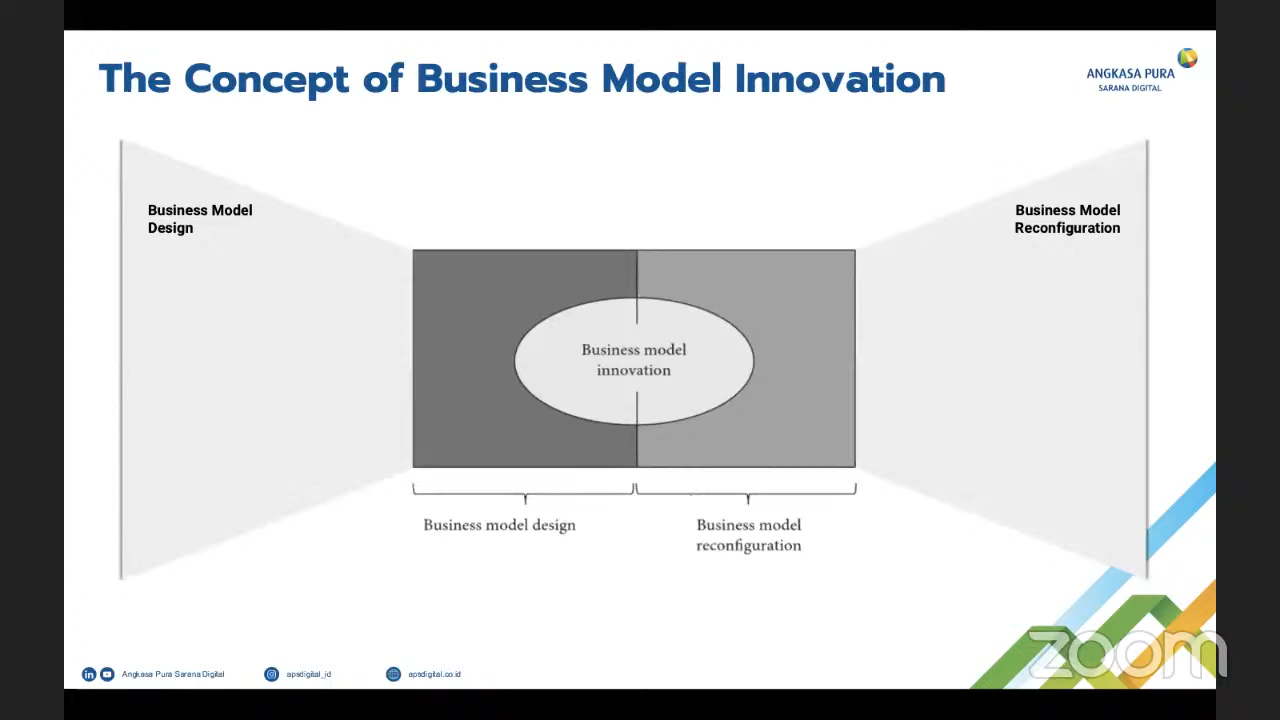 The Concept of Business Model Innovation
ANGKASA PURA
SARANA DIGITAL
Business Model
Design
Business Model
Reconfiguration
Business model
innovation
Business model design
Business model
reconfiguration
Angkasa Pura Sarana Digital
apsdigital_id
apsdigital.co.id
zoom